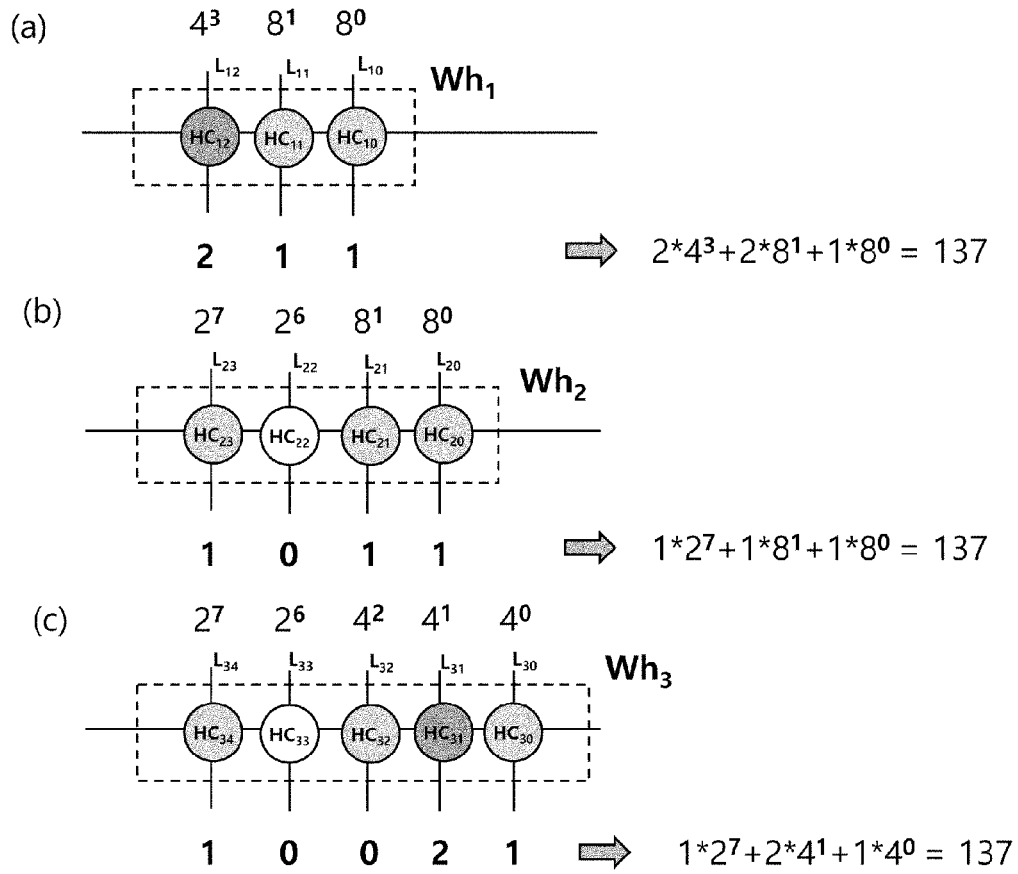 (a)
4³ 8¹ 8⁰
L₁₂ L₁₁ L₁₀ Wh₁
HC₁₂ HC₁₁ HC₁₀
2 1 1 2*4³+2*8¹+1*8⁰ = 137
(b)
2⁷ 2⁶ 8¹ 8⁰
L₂₃ L₂₂ L₂₁ L₂₀ Wh₂
HC₂₃ HC₂₂ HC₂₁ HC₂₀
1 0 1 1 1*2⁷+1*8¹+1*8⁰ = 137
(c)
2⁷ 2⁶ 4² 4¹ 4⁰
L₃₄ L₃₃ L₃₂ L₃₁ L₃₀ Wh₃
HC₃₄ HC₃₃ HC₃₂ HC₃₁ HC₃₀
1 0 0 2 1 1*2⁷+2*4¹+1*4⁰ = 137